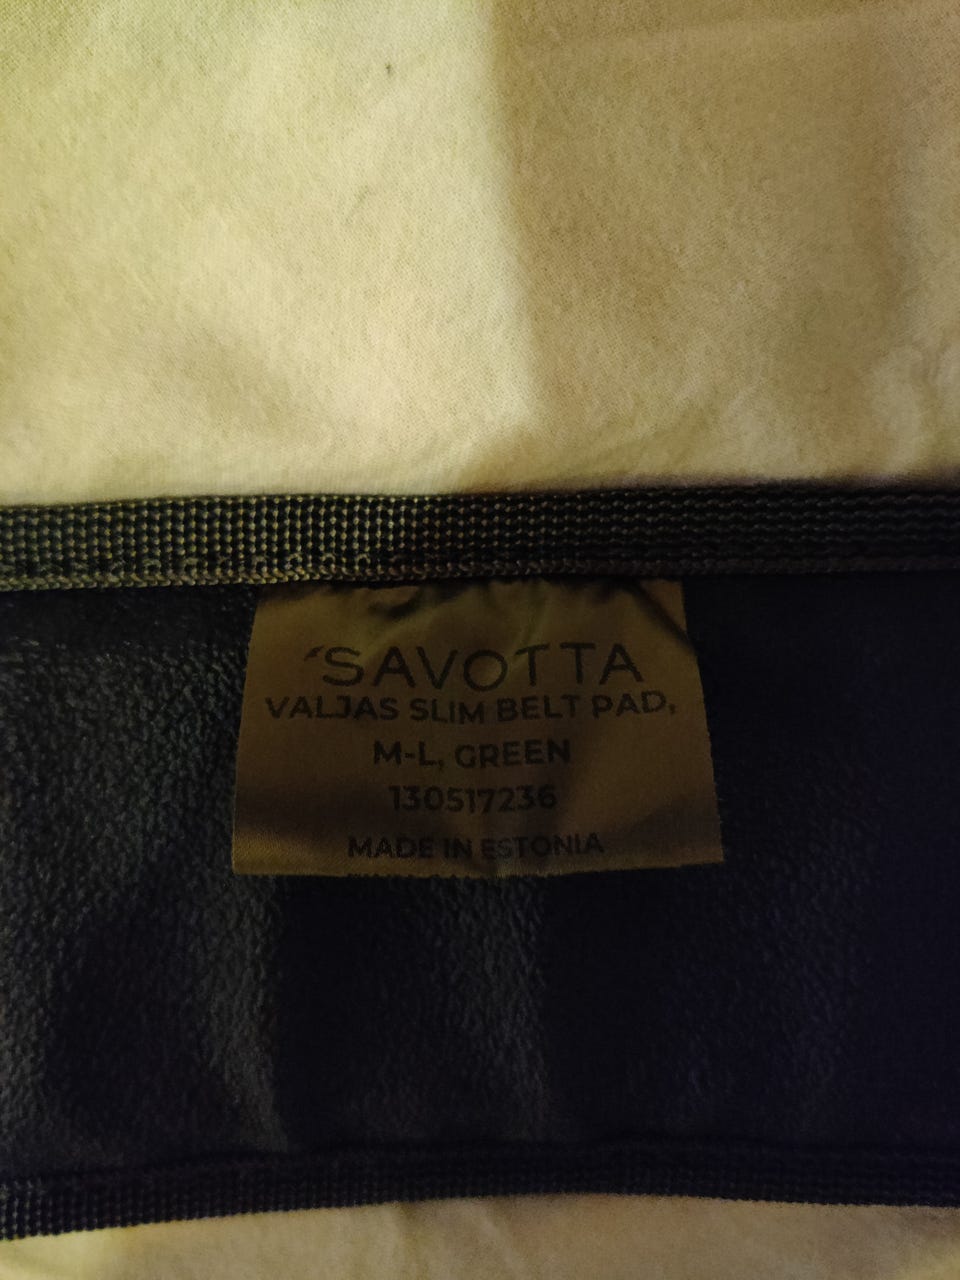 'SAVOTTA
VALJAS SLIM BELT PAD,
M-L, GREEN
130517236
MADE IN ESTONIA